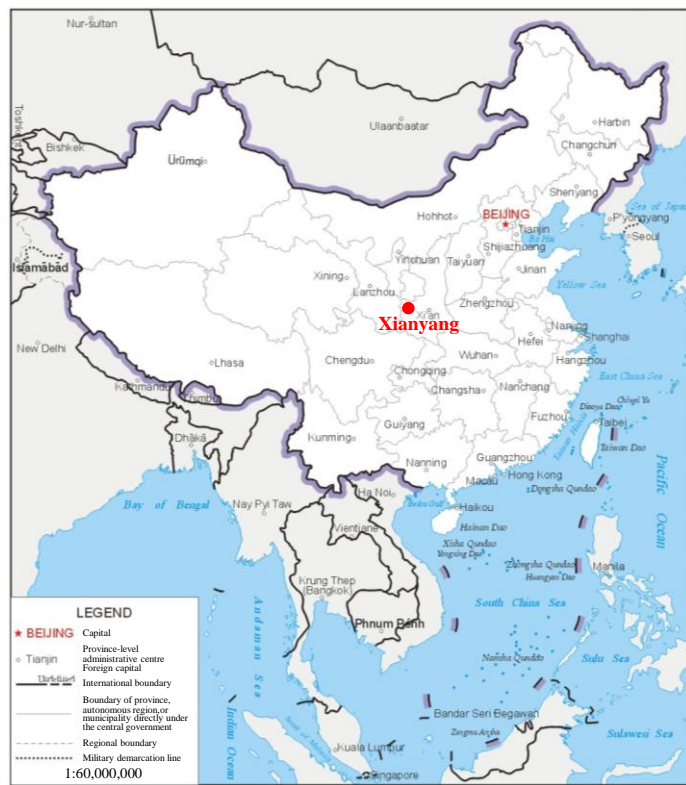 Nur-sultan
Ulaanbaatar
Harbin
Changchun
Toshkent
Bishkek
Ürümqi
Shenyang
Sea of Japan
Hohhot
BEIJING
P'yongyang
Tianjin
Bo Hai
Seoul
Shijiazhuang
Yinchuan
Taiyuan
Islāmābād
Xining
Jinan
Lanzhou
Yellow Sea
Zhengzhou
Xi'an
Xianyang
Nanjing
Shanghai
Hefei
New Delhi
Lhasa
Chengdu
Wuhan
Hangzhou
Chongqing
East China Sea
Kathmandu
Thimbu
Changsha
Nanchang
Diaoyu Dao
Chiwei Yu
Guiyang
Fuzhou
Taibei
Dhākā
Kunming
Taiwan Dao
Guangzhou
Nanning
Hong Kong
Macau
Dongsha Qundao
Pacific Ocean
Ha Noi
Beibu Gulf
Bay of Bengal
Nay Pyi Taw
Haikou
Hainan Dao
Vientiane
Xisha Qundao
Yongxing Dao
Zhongsha Qundao
Manila
Huangyan Dao
Krung Thep
(Bangkok)
South China Sea
Andaman Sea
Nansha Qundao
Sulu Sea
Bandar Seri Begawan
Zengmu Ansha
Indian Ocean
Kuala Lumpur
Sulawesi Sea
Singapore
LEGEND
BEIJING Capital
Tianjin Province-level
administrative centre
Foreign capital
International boundary
Boundary of province,
autonomous region,or
municipality directly under
the central government
Regional boundary
Military demarcation line
1:60,000,000